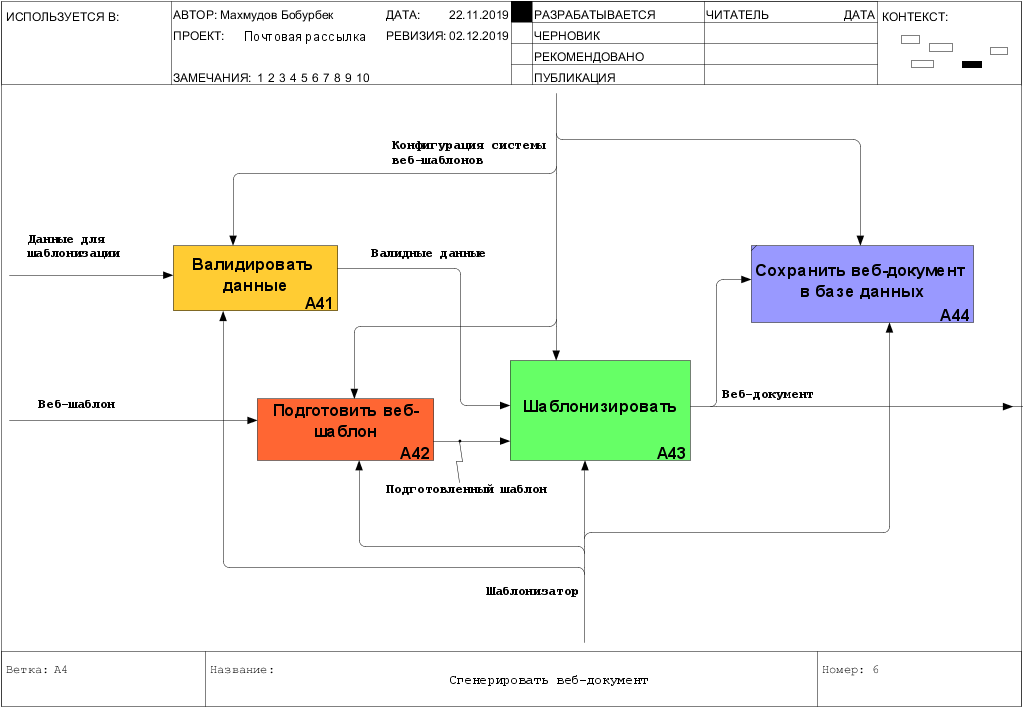 ИСПОЛЬЗУЕТСЯ В:
АВТОР: Махмудов Бобурбек
ДАТА: 22.11.2019
ПРОЕКТ: Почтовая рассылка
РЕВИЗИЯ: 02.12.2019
ЗАМЕЧАНИЯ: 1 2 3 4 5 6 7 8 9 10
РАЗРАБАТЫВАЕТСЯ
ЧЕРНОВИК
РЕКОМЕНДОВАНО
ПУБЛИКАЦИЯ
ЧИТАТЕЛЬ
ДАТА
КОНТЕКСТ:
Конфигурация системы
веб-шаблонов
Данные для
шаблонизации
Валидировать
данные
A41
Валидные данные
Сохранить веб-документ
в базе данных
A44
Веб-шаблон
Подготовить веб-
шаблон
A42
Шаблонизировать
A43
Веб-документ
Подготовленный шаблон
Шаблонизатор
Ветка: A4
Название:
Сгенерировать веб-документ
Номер: 6